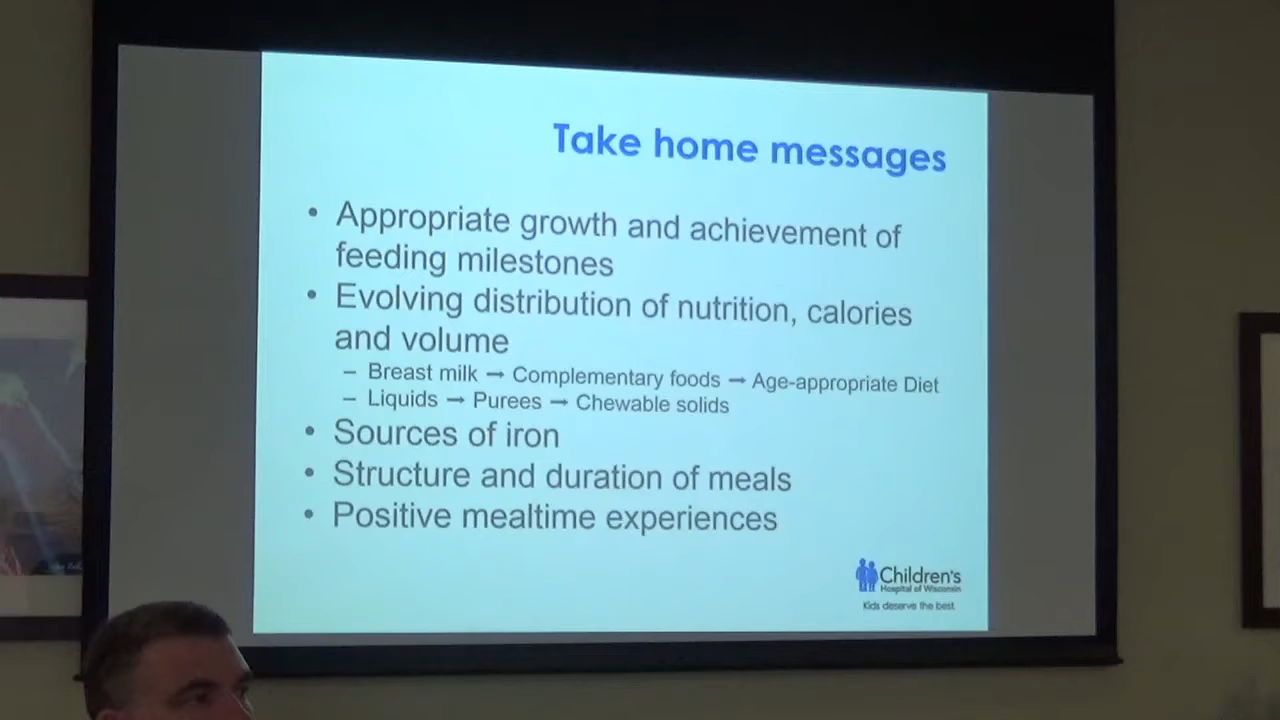 Take home messages
• Appropriate growth and achievement of
feeding milestones
• Evolving distribution of nutrition, calories
and volume
– Breast milk → Complementary foods → Age-appropriate Diet
– Liquids → Purees → Chewable solids
• Sources of iron
• Structure and duration of meals
• Positive mealtime experiences
Children's
Hospital of Wisconsin
Kids deserve the best